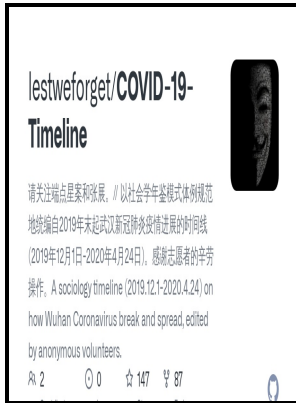 lestweforget/COVID-19-
Timeline
请关注端点星案和张展。// 以社会学年鉴模式体例规范
地统编自2019年末起武汉新冠肺炎疫情进展的时间线
(2019年12月1日-2020年4月24日)。感谢志愿者的辛劳
操作。A sociology timeline (2019.12.1-2020.4.24) on
how Wuhan Coronavirus break and spread, edited
by anonymous volunteers.
2 0 147 87